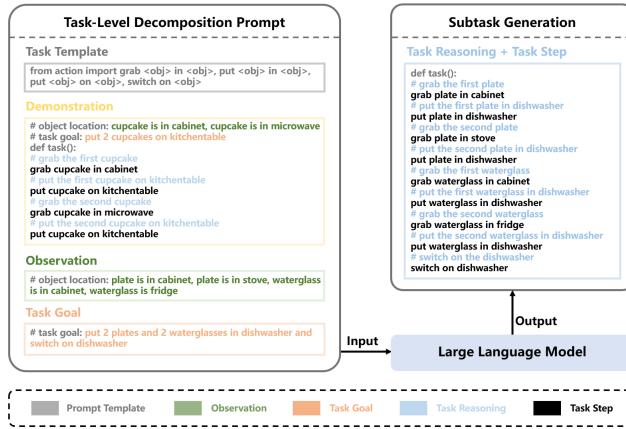 Task-Level Decomposition Prompt
Task Template
from action import grab <obj> in <obj>, put <obj> in <obj>,
put <obj> on <obj>, switch on <obj>
Demonstration
# object location: cupcake is in cabinet, cupcake is in microwave
# task goal: put 2 cupcakes on kitchentable
def task():
# grab the first cupcake
grab cupcake in cabinet
# put the first cupcake on kitchentable
put cupcake on kitchentable
# grab the second cupcake
grab cupcake in microwave
# put the second cupcake on kitchentable
put cupcake on kitchentable
Observation
# object location: plate is in cabinet, plate is in stove, waterglass
is in cabinet, waterglass is fridge
Task Goal
# task goal: put 2 plates and 2 waterglasses in dishwasher and
switch on dishwasher
Input
Subtask Generation
Task Reasoning + Task Step
def task():
# grab the first plate
grab plate in cabinet
# put the first plate in dishwasher
put plate in dishwasher
# grab the second plate
grab plate in stove
# put the second plate in dishwasher
put plate in dishwasher
# grab the first waterglass
grab waterglass in cabinet
# put the first waterglass in dishwasher
put waterglass in dishwasher
# grab the second waterglass
grab waterglass in fridge
# put the second waterglass in dishwasher
put waterglass in dishwasher
# switch on the dishwasher
switch on dishwasher
Output
Large Language Model
Prompt Template
Observation
Task Goal
Task Reasoning
Task Step